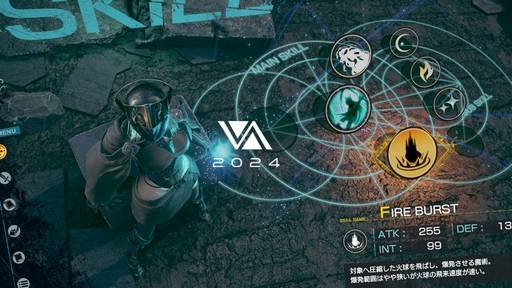 SKILL
MAIN SKILL
MENU
VA
2024
SKILL NAME:
FIRE BURST
ATK : 255
DEF : 13
INT : 99
対象へ圧縮した火球を飛ばし、爆発させる魔術。
爆発範囲はやや狭いが火球の飛来速度が速い。